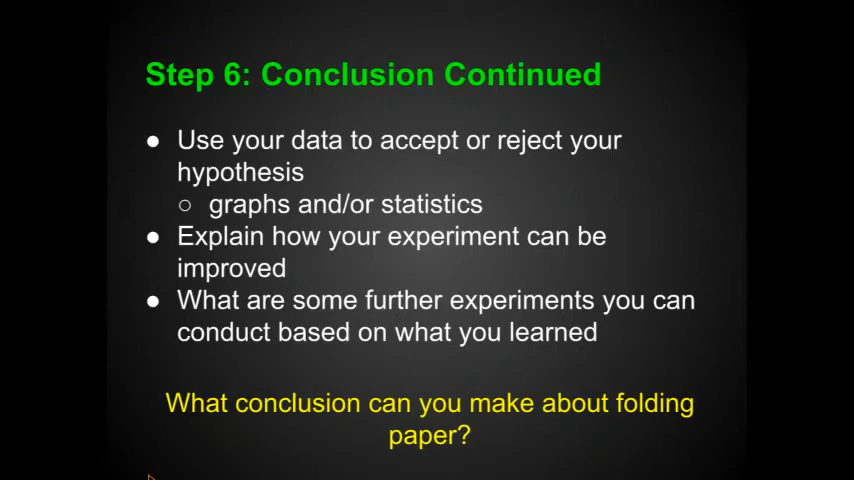 Step 6: Conclusion Continued
● Use your data to accept or reject your
hypothesis
○ graphs and/or statistics
● Explain how your experiment can be
improved
● What are some further experiments you can
conduct based on what you learned
What conclusion can you make about folding
paper?